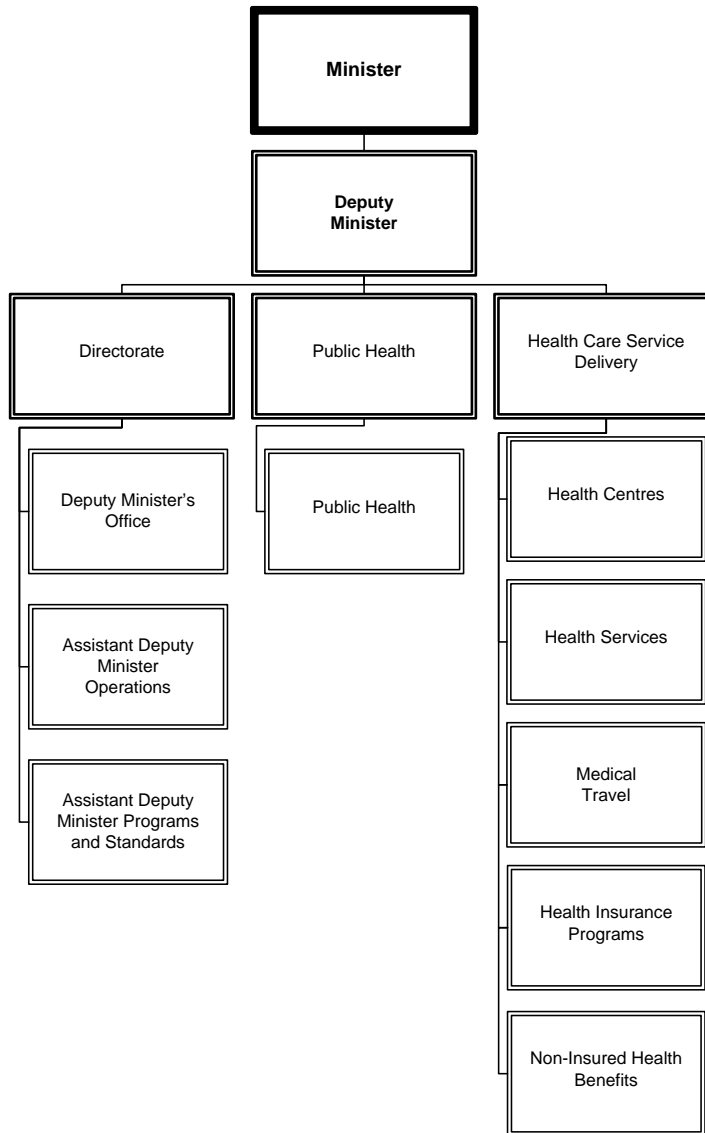 Minister
Deputy
Minister
Directorate
Public Health
Health Care Service
Delivery
Deputy Minister’s
Office
Public Health
Health Centres
Assistant Deputy
Minister
Operations
Health Services
Assistant Deputy
Minister Programs
and Standards
Medical
Travel
Health Insurance
Programs
Non-Insured Health
Benefits